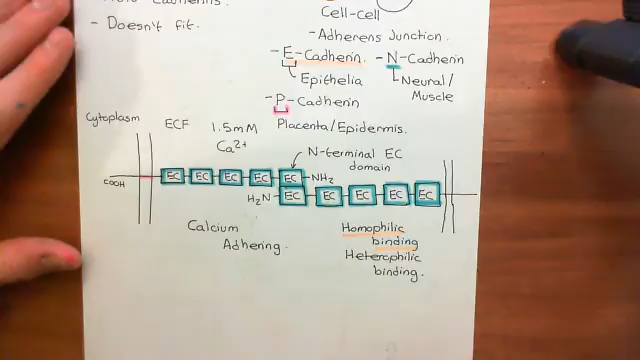 - Doesn't fit.
Cell-cell
- Adherens Junction.
- E-Cadherin
Epithelia
- N-Cadherin
Neural/
Muscle
- P-Cadherin
Placenta/Epidermis.
Cytoplasm
ECF
1.5mM
Ca2+
N-terminal EC
domain
COOH
EC EC EC EC EC -NH2
H2N- EC EC EC EC EC
Calcium
Adhering.
Homophilic
binding
Heterophilic
binding.